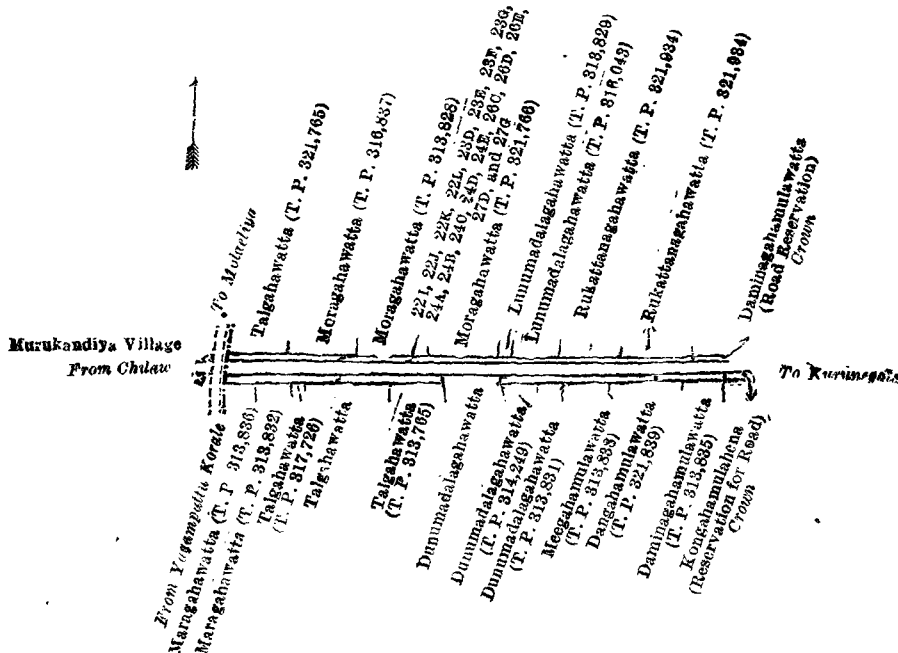 To Molaeliya
Talgahawatta (T. P. 321,765)
Moragahawatta (T. P. 316,837)
Moragahawatta (T. P. 313,828)
22I, 22J, 22K, 22L, 23D, 23E, 23F, 23G,
24A, 24B, 24C, 24D, 24E, 26C, 26D, 26E,
27D, and 27G
Moragahawatta (T. P. 321,766)
Lunumadalagahawatta (T. P. 313,829)
Lunumadalagahawatta (T. P. 316,043)
Rukattanagahawatta (T. P. 321,934)
Rukattanagahawatta (T. P. 321,934)
Daminagahamulawatta
(Road Reservation)
Crown
Murukandiya Village
From Chilaw
To Kurunegala
From Yagampattu Korale
Maragahawatta (T. P. 313,836)
Maragahawatta (T. P. 313,832)
Talgahawatta
(T. P. 317,726)
Talgahawatta
Talgahawatta
(T. P. 313,765)
Dunumadalagahawatta
Dunumadalagahawatta
(T. P. 314,249)
Dunumadalagahawatta
(T. P. 313,831)
Meegahamulawatta
(T. P. 313,838)
Dangahamulawatta
(T. P. 321,839)
Daminagahamulawatta
(T. P. 313,835)
Kongahamulahena
(Reservation for Road)
Crown